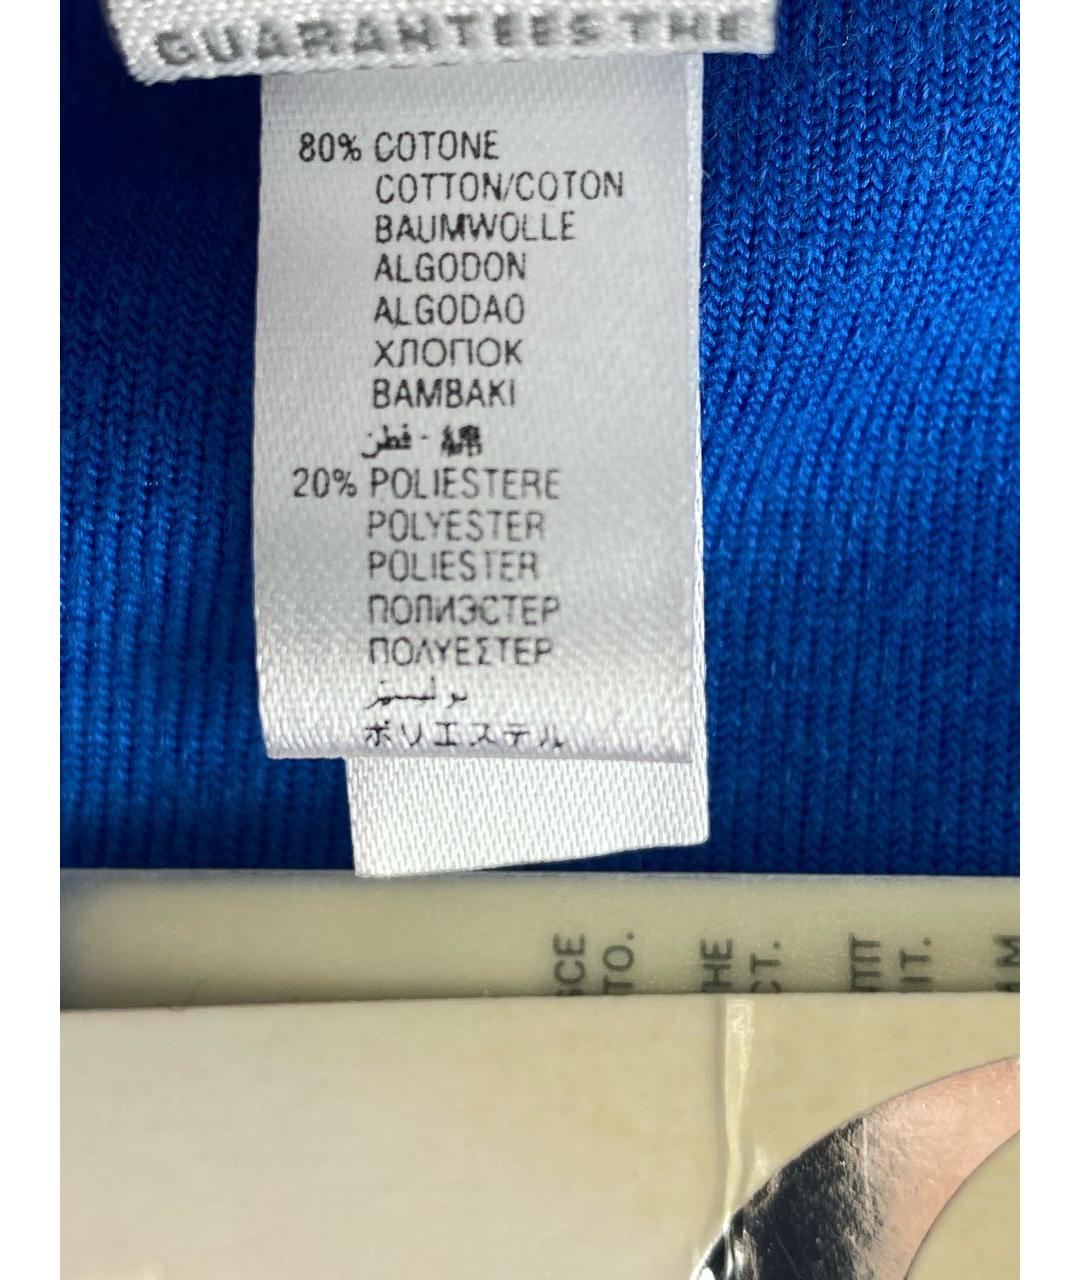 GUARANTEES THE
80% COTONE
COTTON/COTON
BAUMWOLLE
ALGODON
ALGODAO
ХЛОПОК
BAMBAKI
قطن - 綿
20% POLIESTERE
POLYESTER
POLIESTER
ПОЛИЭСТЕР
ΠΟΛΥΕΣΤΕΡ
بوليستر
ポリエステル